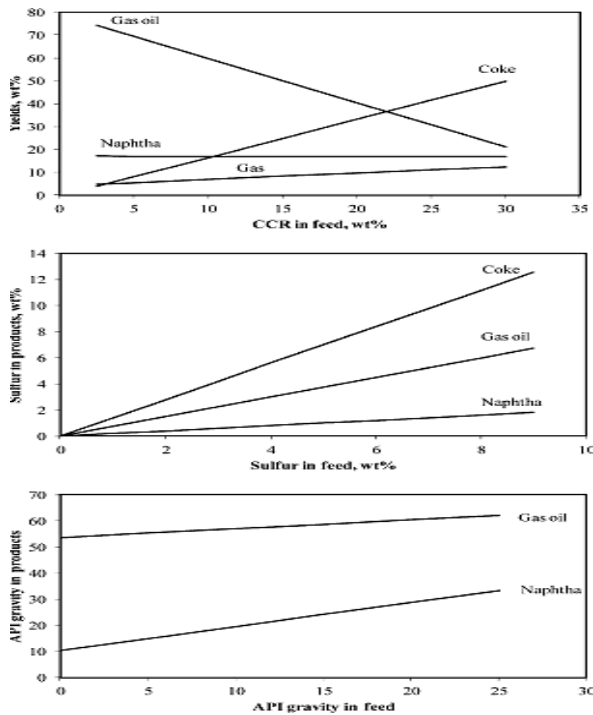 80
70
60
50
40
30
20
10
0
Yields, wt%
Gas oil
Coke
Naphtha
Gas
0 5 10 15 20 25 30 35
CCR in feed, wt%
14
12
10
8
6
4
2
0
Sulfur in products, wt%
Coke
Gas oil
Naphtha
0 2 4 6 8 10
Sulfur in feed, wt%
70
60
50
40
30
20
10
0
API gravity in products
Gas oil
Naphtha
0 5 10 15 20 25 30
API gravity in feed